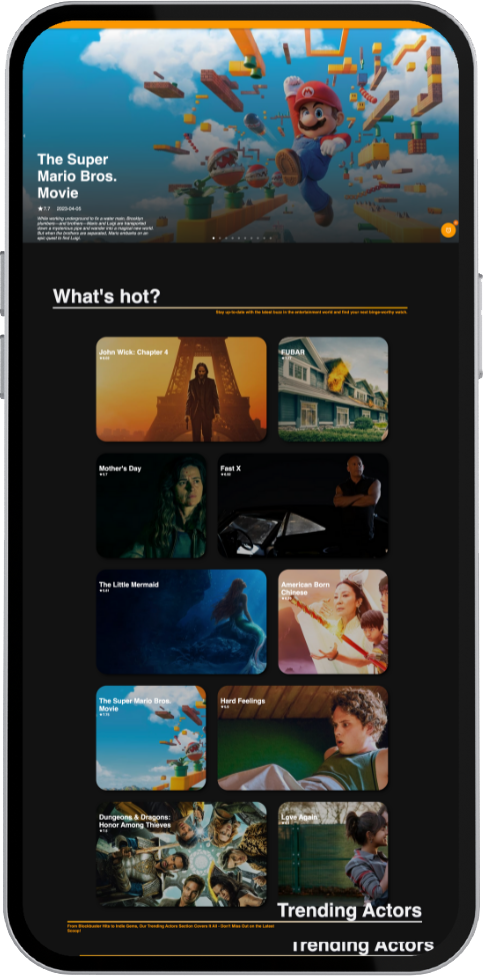 The Super
Mario Bros.
Movie
★ 7.7 2023-04-05
While working underground to fix a water main, Brooklyn
plumbers—and brothers—Mario and Luigi are transported
down a mysterious pipe and wander into a magical new world.
But when the brothers are separated, Mario embarks on an
epic quest to find Luigi.
What's hot?
Stay up-to-date with the latest buzz in the entertainment world and find your next binge-worthy watch.
John Wick: Chapter 4
FUBAR
Mother's Day
Fast X
The Little Mermaid
American Born
Chinese
The Super Mario Bros.
Movie
Hard Feelings
Dungeons & Dragons:
Honor Among Thieves
Love Again
Trending Actors
From Blockbuster Hits to Indie Gems, Our Trending Actors Section Covers It All - Don't Miss Out on the Latest
Scoop!
Trending Actors